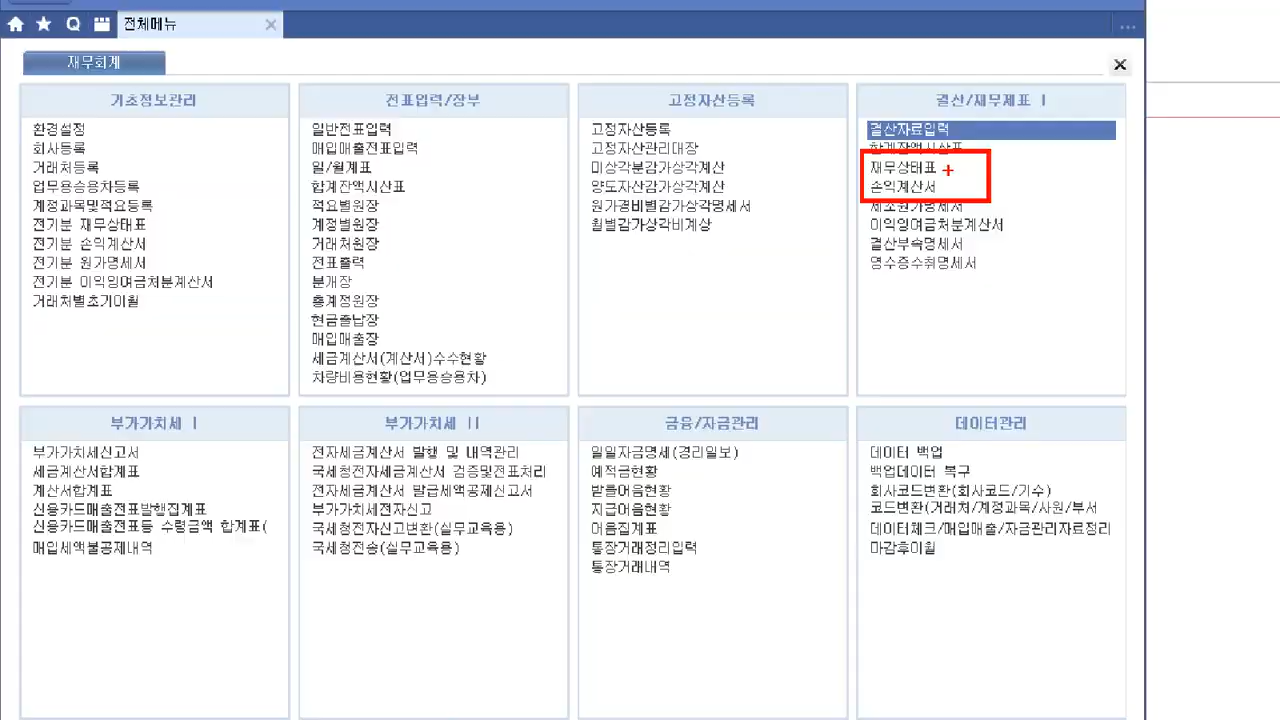 전체메뉴
재무회계
기초정보관리
환경설정
회사등록
거래처등록
업무용승용차등록
계정과목및적요등록
전기분 재무상태표
전기분 손익계산서
전기분 원가명세서
전기분 이익잉여금처분계산서
거래처별초기이월
전표입력/장부
일반전표입력
매입매출전표입력
일/월계표
합계잔액시산표
적요별원장
계정별원장
거래처원장
전표출력
분개장
총계정원장
현금출납장
매입매출장
세금계산서(계산서)수수현황
차량비용현황(업무용승용차)
고정자산등록
고정자산등록
고정자산관리대장
미상각분감가상각계산
양도자산감가상각계산
원가경비별감가상각명세서
월별감가상각비계상
결산/재무제표 I
결산자료입력
합계잔액시산표
재무상태표
손익계산서
제조원가명세서
이익잉여금처분계산서
결산부속명세서
영수증수취명세서
부가가치세 I
부가가치세신고서
세금계산서합계표
계산서합계표
신용카드매출전표발행집계표
신용카드매출전표등 수령금액 합계표(
매입세액불공제내역
부가가치세 II
전자세금계산서 발행 및 내역관리
국세청전자세금계산서 검증및전표처리
전자세금계산서 발급세액공제신고서
부가가치세전자신고
국세청전자신고변환(실무교육용)
국세청전송(실무교육용)
금융/자금관리
일일자금명세(경리일보)
예적금현황
받을어음현황
지급어음현황
어음집계표
통장거래정리입력
통장거래내역
데이터관리
데이터 백업
백업데이터 복구
회사코드변환(회사코드/기수)
코드변환(거래처/계정과목/사원/부서
데이터체크/매입매출/자금관리자료정리
마감후이월